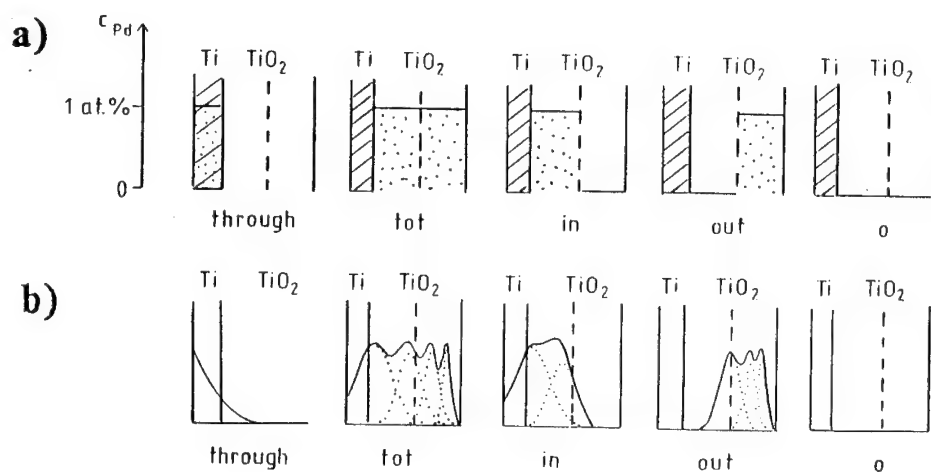 a)
c Pd
Ti TiO2 Ti TiO2 Ti TiO2 Ti TiO2 Ti TiO2
1 at.%
0
through tot in out o
b)
Ti TiO2 Ti TiO2 Ti TiO2 Ti TiO2 Ti TiO2
through tot in out o